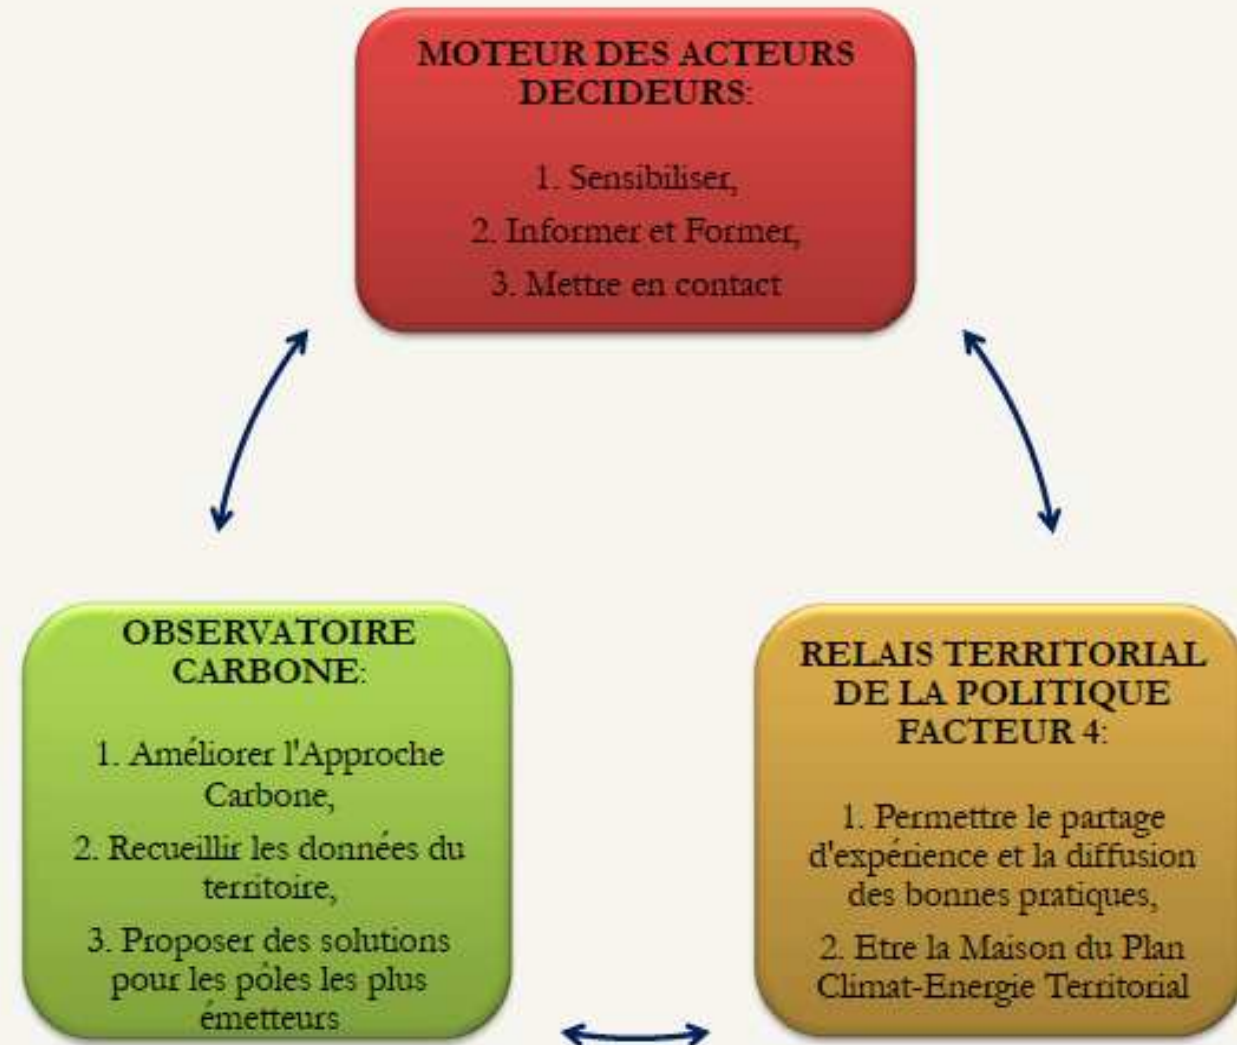 MOTEUR DES ACTEURS
DECIDEURS:
1. Sensibiliser,
2. Informer et Former,
3. Mettre en contact
OBSERVATOIRE
CARBONE:
1. Améliorer l'Approche
Carbone,
2. Recueillir les données du
territoire,
3. Proposer des solutions
pour les pôles les plus
émetteurs
RELAIS TERRITORIAL
DE LA POLITIQUE
FACTEUR 4:
1. Permettre le partage
d'expérience et la diffusion
des bonnes pratiques,
2. Etre la Maison du Plan
Climat-Energie Territorial